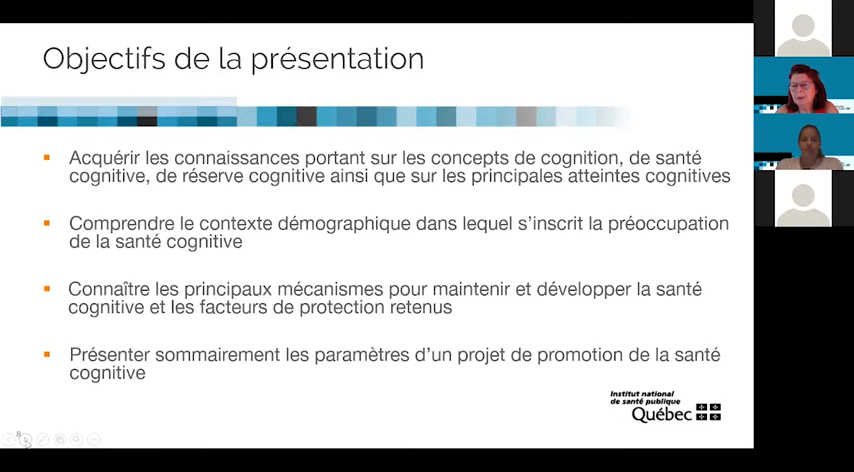 Objectifs de la présentation
Acquérir les connaissances portant sur les concepts de cognition, de santé
cognitive, de réserve cognitive ainsi que sur les principales atteintes cognitives
Comprendre le contexte démographique dans lequel s'inscrit la préoccupation
de la santé cognitive
Connaître les principaux mécanismes pour maintenir et développer la santé
cognitive et les facteurs de protection retenus
Présenter sommairement les paramètres d'un projet de promotion de la santé
cognitive
Institut national
de santé publique
Québec
8